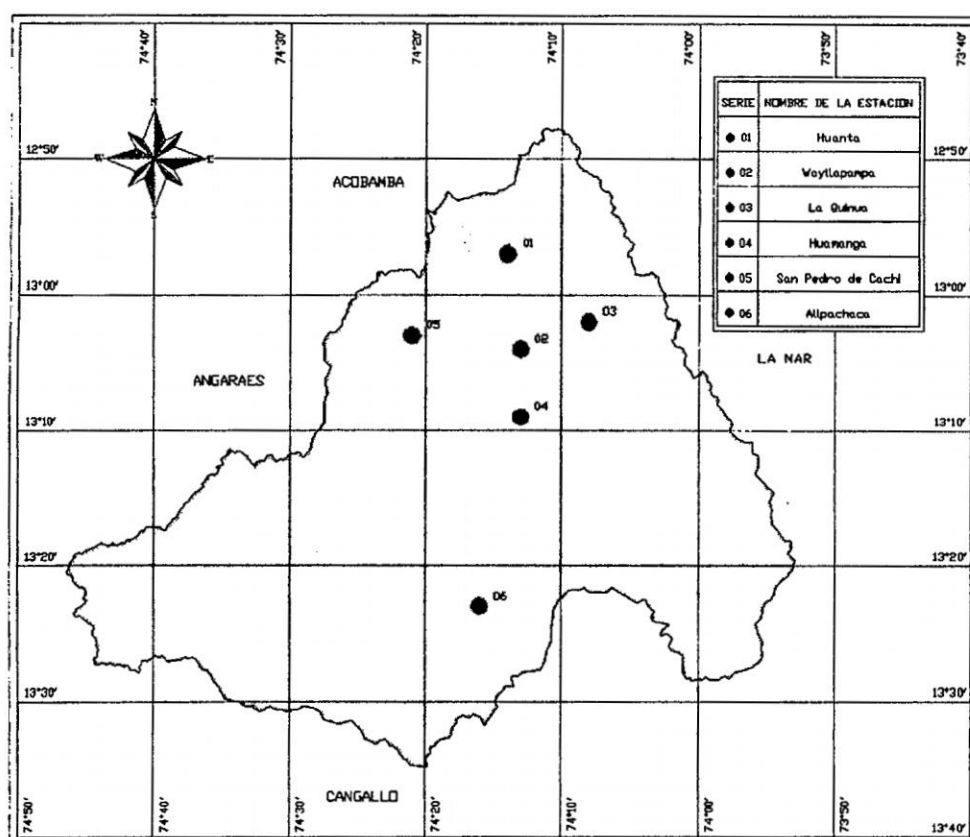 74°40'
74°30'
74°20'
74°10'
74°00'
73°50'
73°40'
SERIE NOMBRE DE LA ESTACION
01 Huanta
02 Wayllapampa
03 La Quinua
04 Huamanga
05 San Pedro de Cachi
06 Allpachaca
N
W
E
S
12°50'
12°50'
ACOBAMBA
01
13°00'
13°00'
03
05
02
LA MAR
ANGARAES
04
13°10'
13°10'
13°20'
13°20'
06
13°30'
13°30'
CANGALLO
74°50'
74°40'
74°30'
74°20'
74°10'
74°00'
73°50'
13°40'